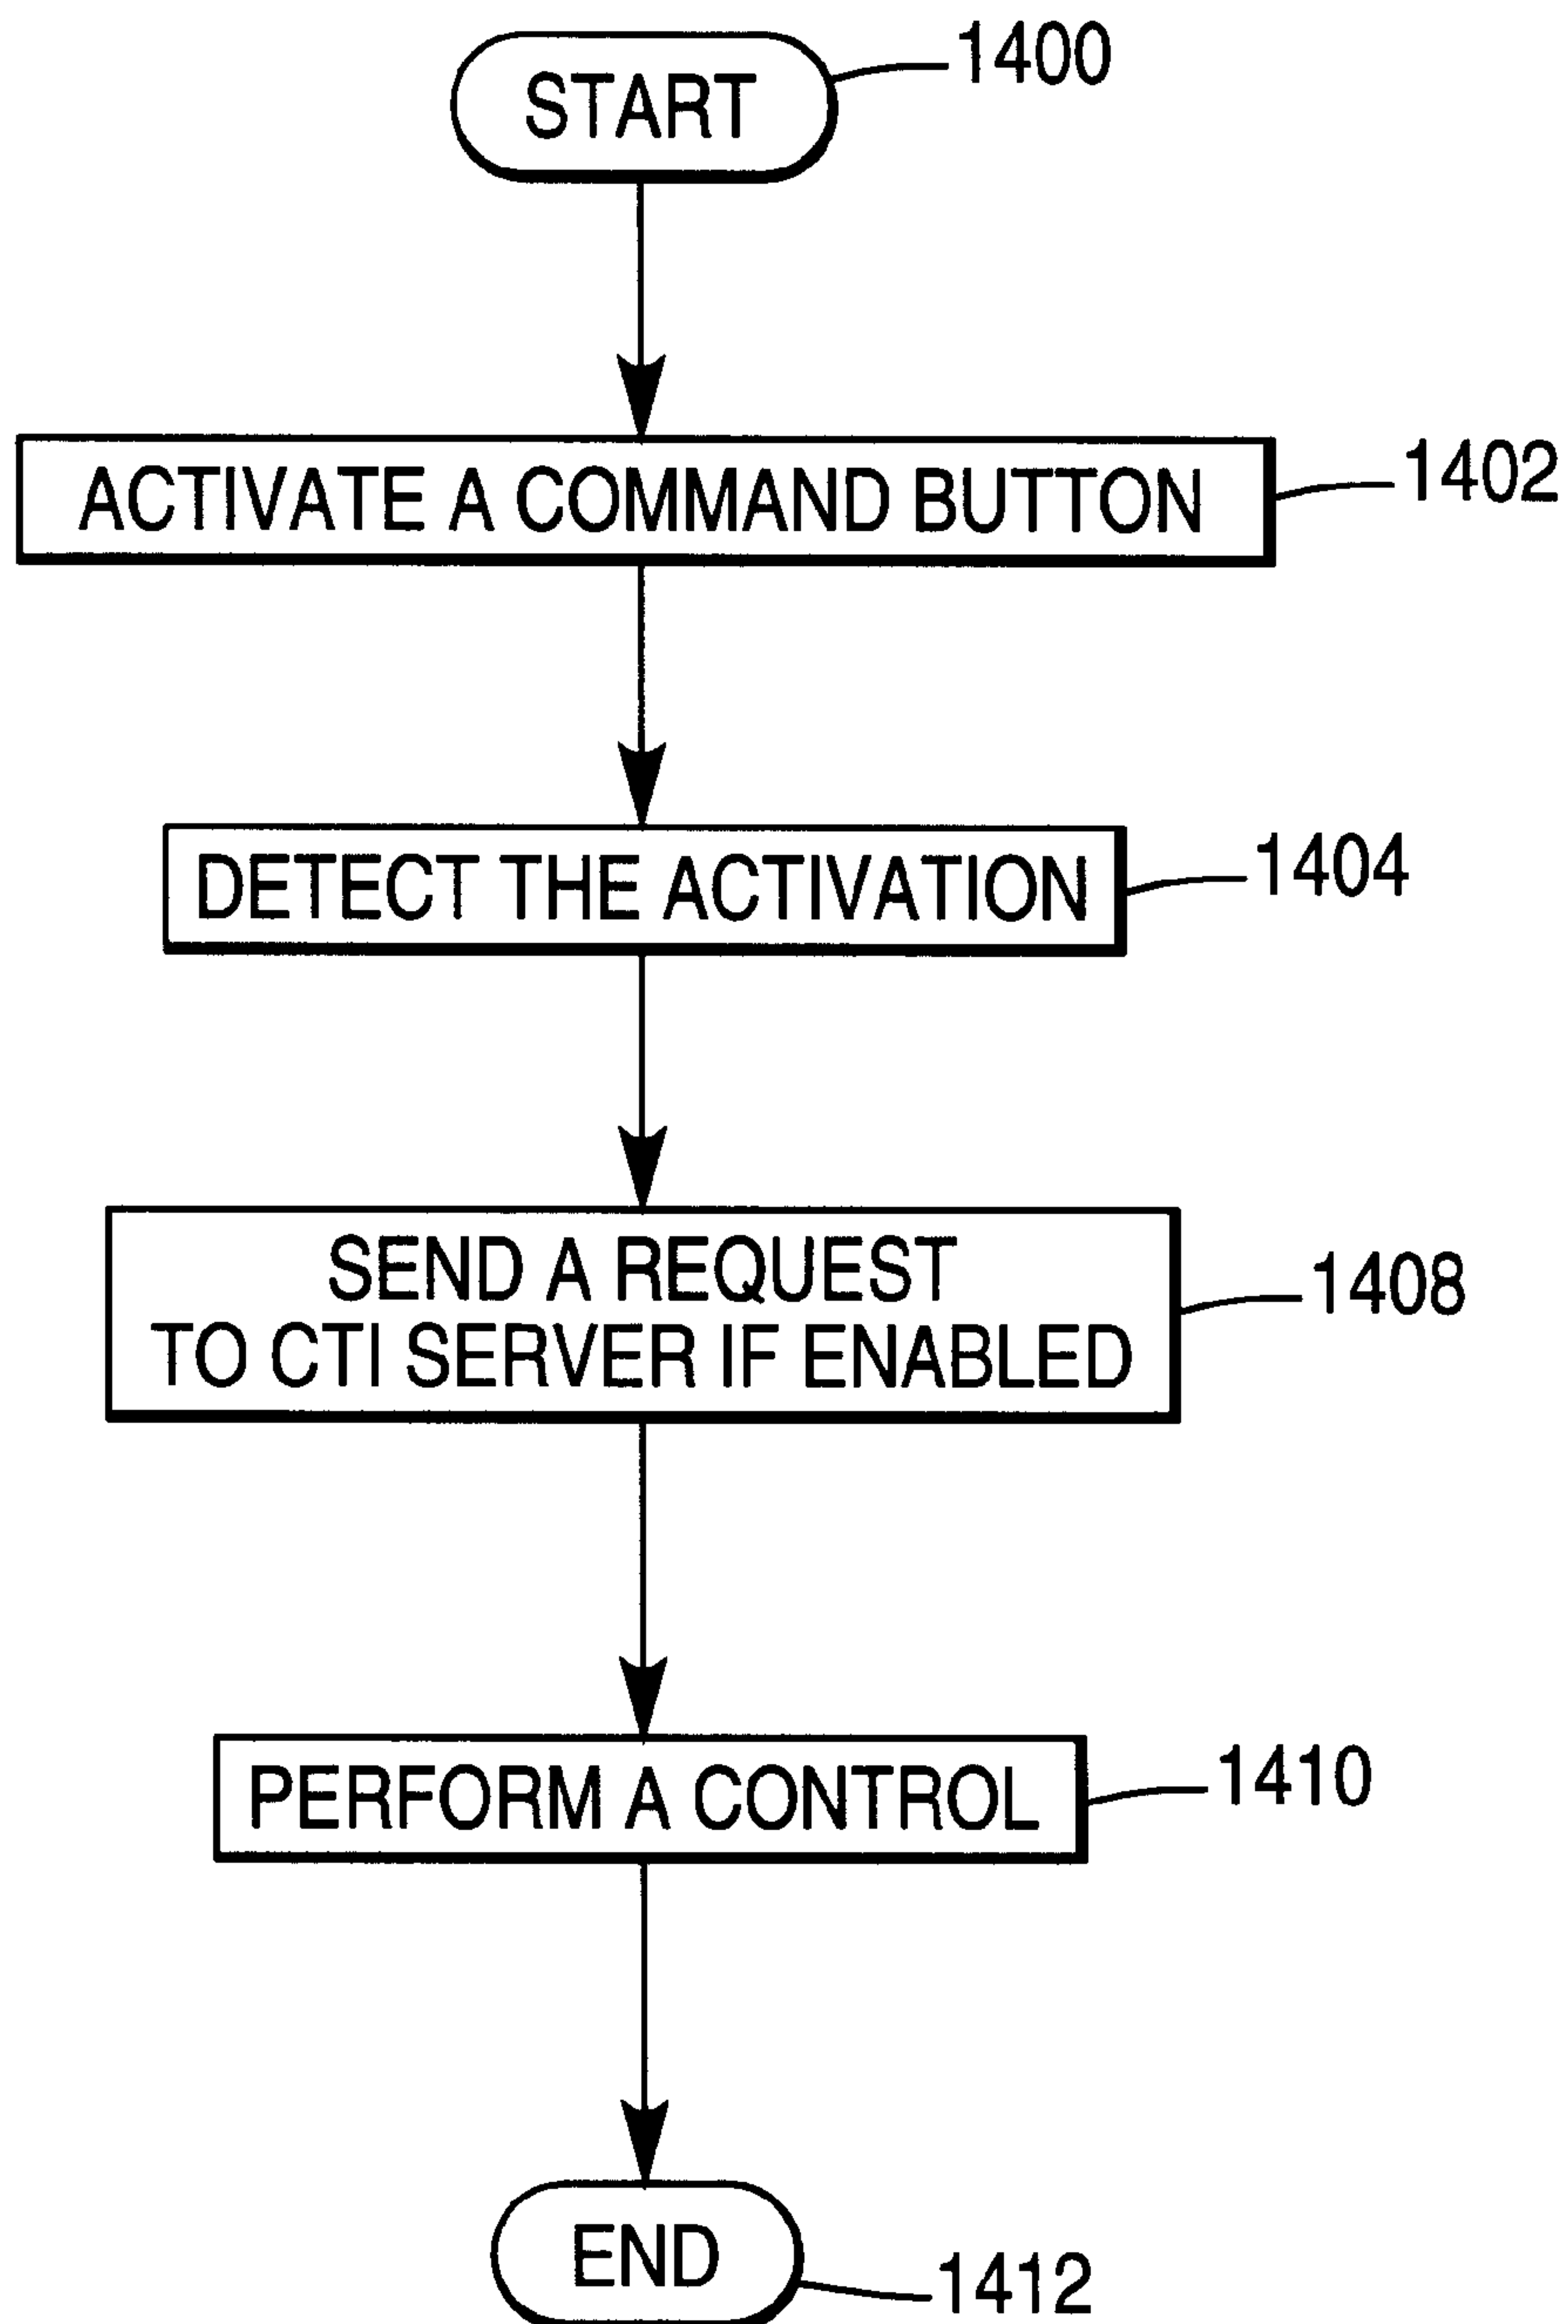 START
1400
ACTIVATE A COMMAND BUTTON
1402
DETECT THE ACTIVATION
1404
SEND A REQUEST
TO CTI SERVER IF ENABLED
1408
PERFORM A CONTROL
1410
END
1412